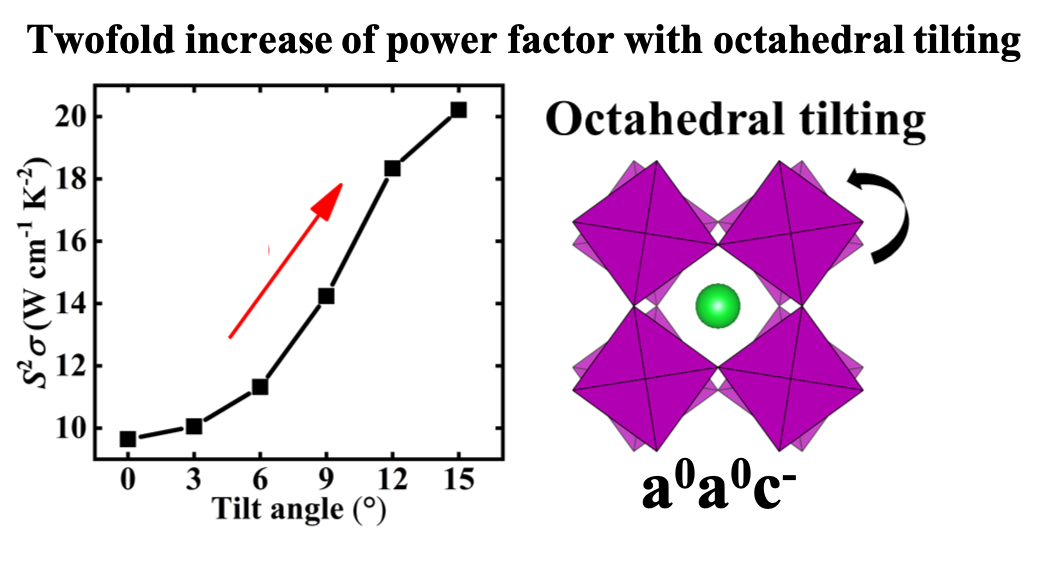 Twofold increase of power factor with octahedral tilting
S²σ (W cm⁻¹ K⁻²)
20
18
16
14
12
10
0 3 6 9 12 15
Tilt angle (°)
Octahedral tilting
a⁰a⁰c⁻